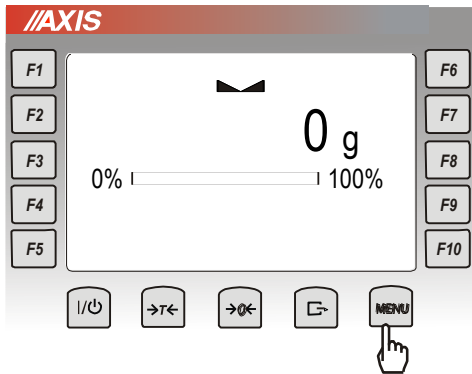 AXIS
F1
F6
F2
F7
0 g
F3
F8
0% 100%
F4
F9
F5
F10
I/⏻ →T← →0← MENU